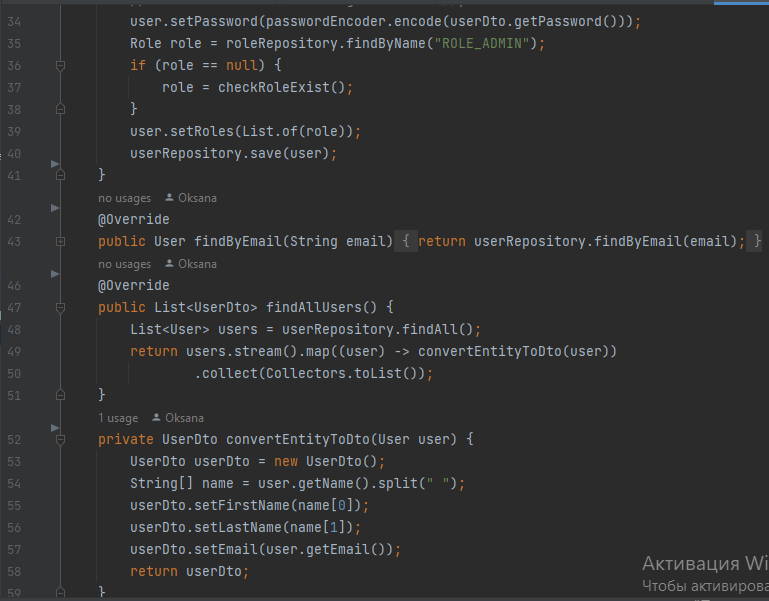 34 user.setPassword(passwordEncoder.encode(userDto.getPassword()));
35 Role role = roleRepository.findByName("ROLE_ADMIN");
36 if (role == null) {
37 role = checkRoleExist();
38 }
39 user.setRoles(List.of(role));
40 userRepository.save(user);
41 }
no usages Oksana
42 @Override
43 public User findByEmail(String email) { return userRepository.findByEmail(email); }
no usages Oksana
46 @Override
47 public List<UserDto> findAllUsers() {
48 List<User> users = userRepository.findAll();
49 return users.stream().map((user) -> convertEntityToDto(user))
50 .collect(Collectors.toList());
51 }
1 usage Oksana
52 private UserDto convertEntityToDto(User user) {
53 UserDto userDto = new UserDto();
54 String[] name = user.getName().split(" ");
55 userDto.setFirstName(name[0]);
56 userDto.setLastName(name[1]);
57 userDto.setEmail(user.getEmail());
58 return userDto;
59 }
Активация Wi
Чтобы активирова